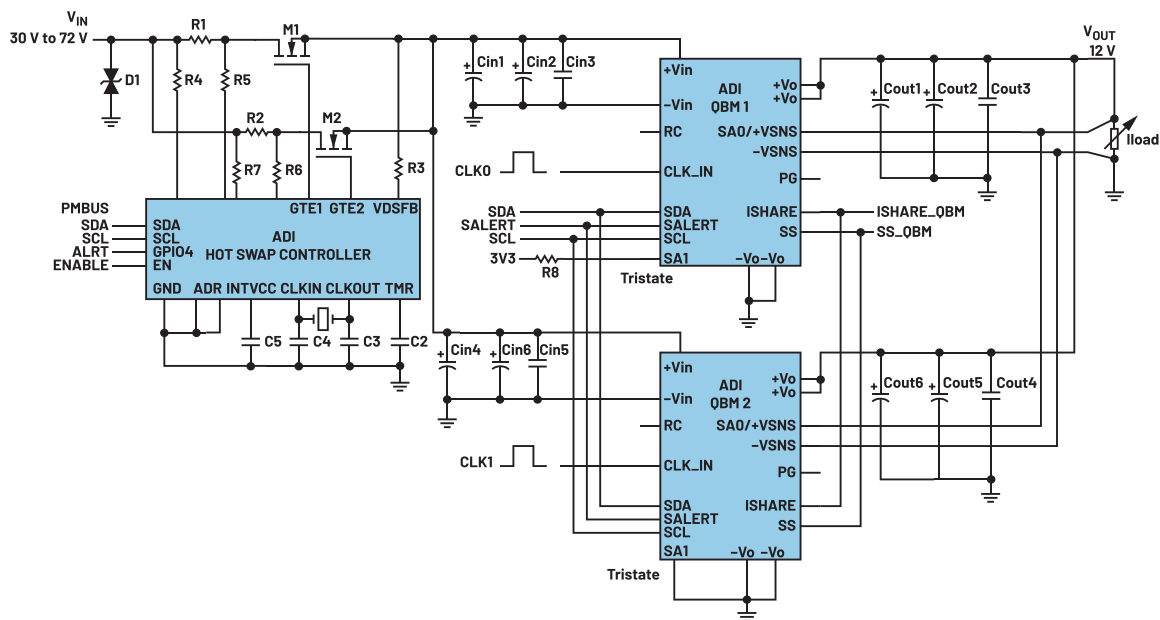 VIN
30 V to 72 V
R1
M1
D1
R4
R5
R2
M2
R7
R6
R3
PMBUS
SDA
SCL
ALRT
ENABLE
GTE1 GTE2 VDSFB
SDA
SCL
GPIO4
EN
ADI
HOT SWAP CONTROLLER
GND ADR INTVCC CLKIN CLKOUT TMR
C5
C4
C3
C2
+ Cin1
+ Cin2
Cin3
CLK0
SDA
SALERT
SCL
3V3
R8
Tristate
+Vin
ADI
QBM 1
+Vo
+Vo
−Vin
RC
SA0/+VSNS
−VSNS
CLK_IN
PG
SDA
SALERT
SCL
SA1
ISHARE
SS
−Vo −Vo
ISHARE_QBM
SS_QBM
+ Cout1
+ Cout2
Cout3
VOUT
12 V
Iload
+ Cin4
+ Cin6
Cin5
CLK1
Tristate
+Vin
ADI
QBM 2
+Vo
+Vo
−Vin
RC
SA0/+VSNS
−VSNS
CLK_IN
PG
SDA
SALERT
SCL
SA1
ISHARE
SS
−Vo −Vo
+ Cout6
+ Cout5
Cout4